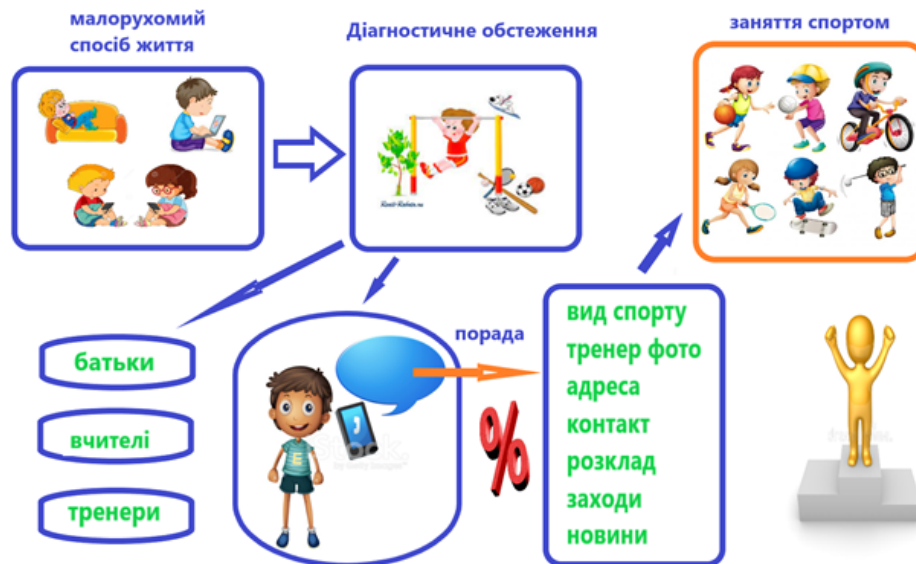 малорухомий
спосіб життя
Діагностичне обстеження
заняття спортом
батьки
вчителі
тренери
порада
%
вид спорту
тренер фото
адреса
контакт
розклад
заходи
новини